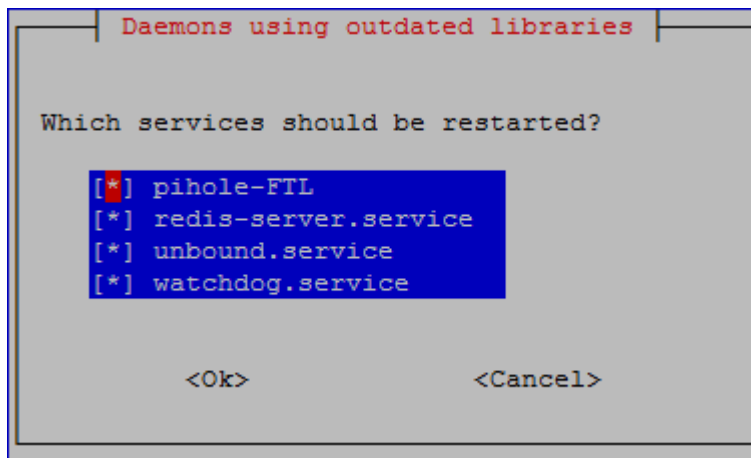 Daemons using outdated libraries
Which services should be restarted?
[*] pihole-FTL
[*] redis-server.service
[*] unbound.service
[*] watchdog.service
<Ok> <Cancel>